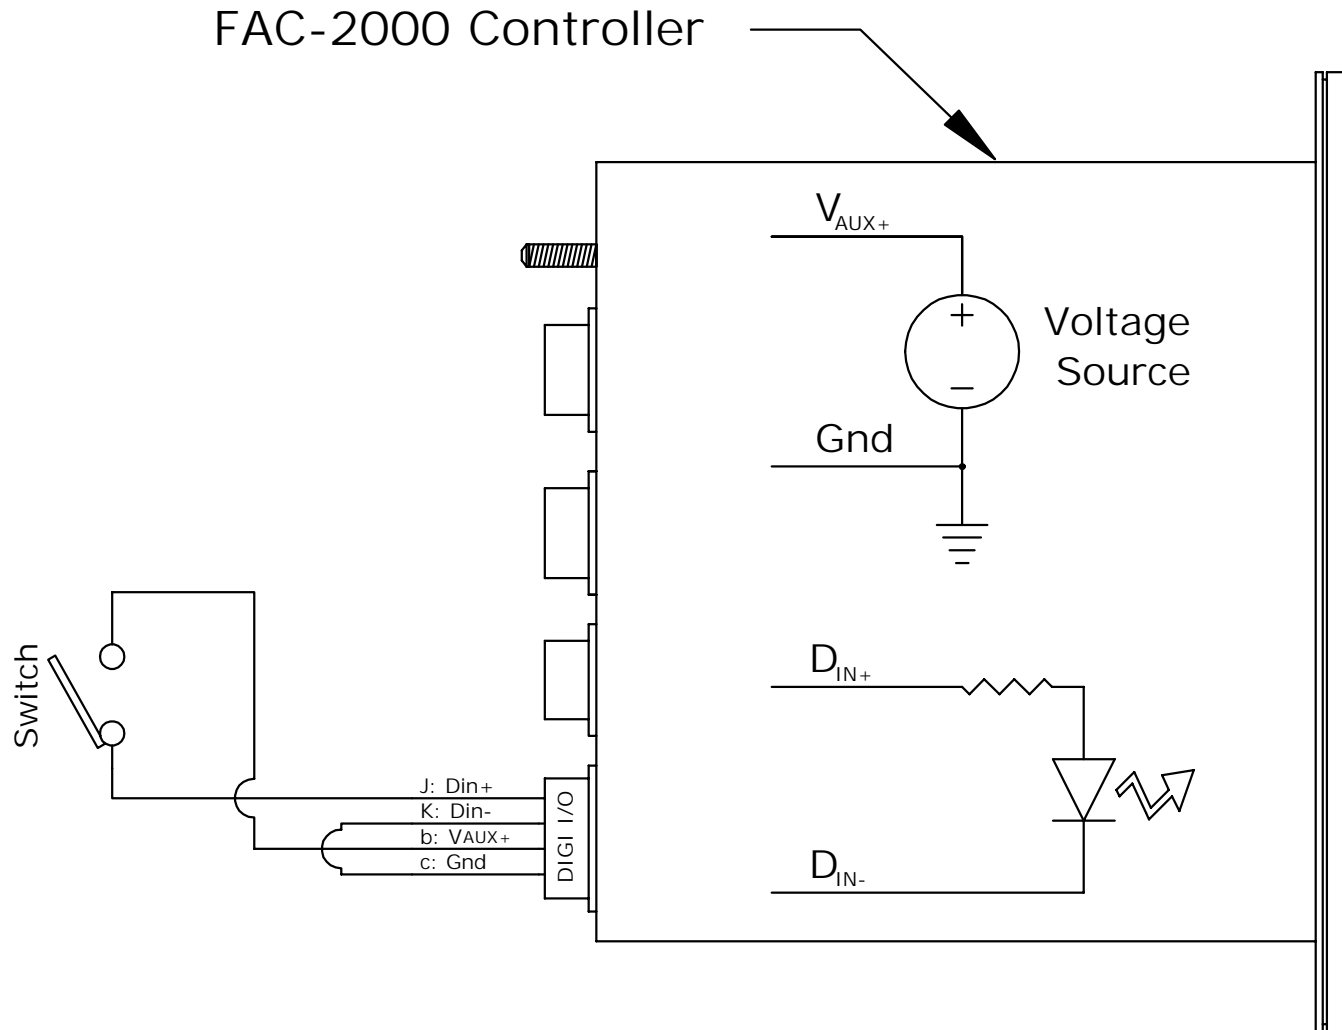 FAC-2000 Controller
VAUX+
Voltage
Source
Gnd
DIN+
Switch
J: Din+
K: Din-
b: VAUX+
c: Gnd
DIGI I/O
DIN-